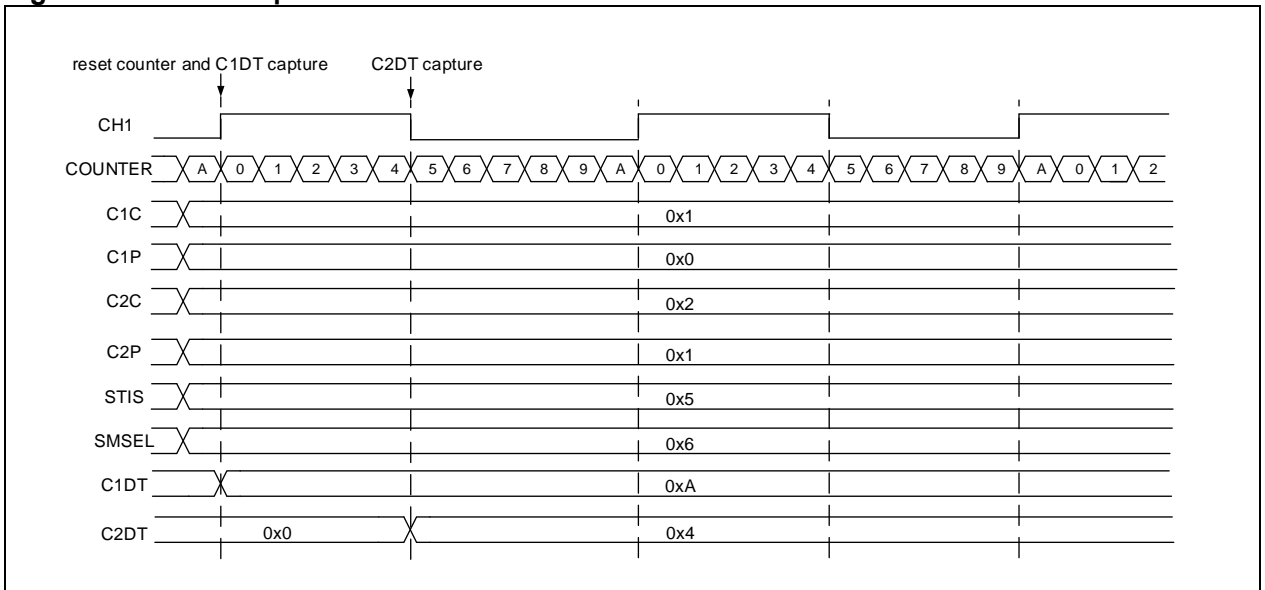 reset counter and C1DT capture C2DT capture
CH1
COUNTER A 0 1 2 3 4 5 6 7 8 9 A 0 1 2 3 4 5 6 7 8 9 A 0 1 2
C1C 0x1
C1P 0x0
C2C 0x2
C2P 0x1
STIS 0x5
SMSEL 0x6
C1DT 0xA
C2DT 0x0 0x4